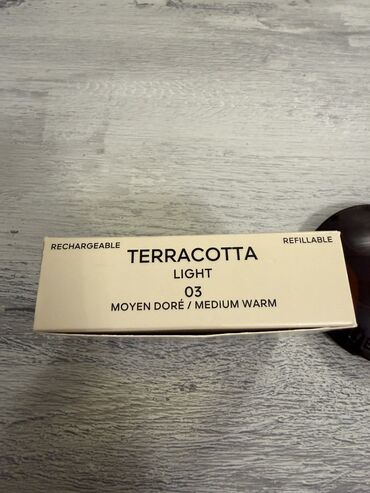 RECHARGEABLE
REFILLABLE
TERRACOTTA
LIGHT
03
MOYEN DORÉ / MEDIUM WARM